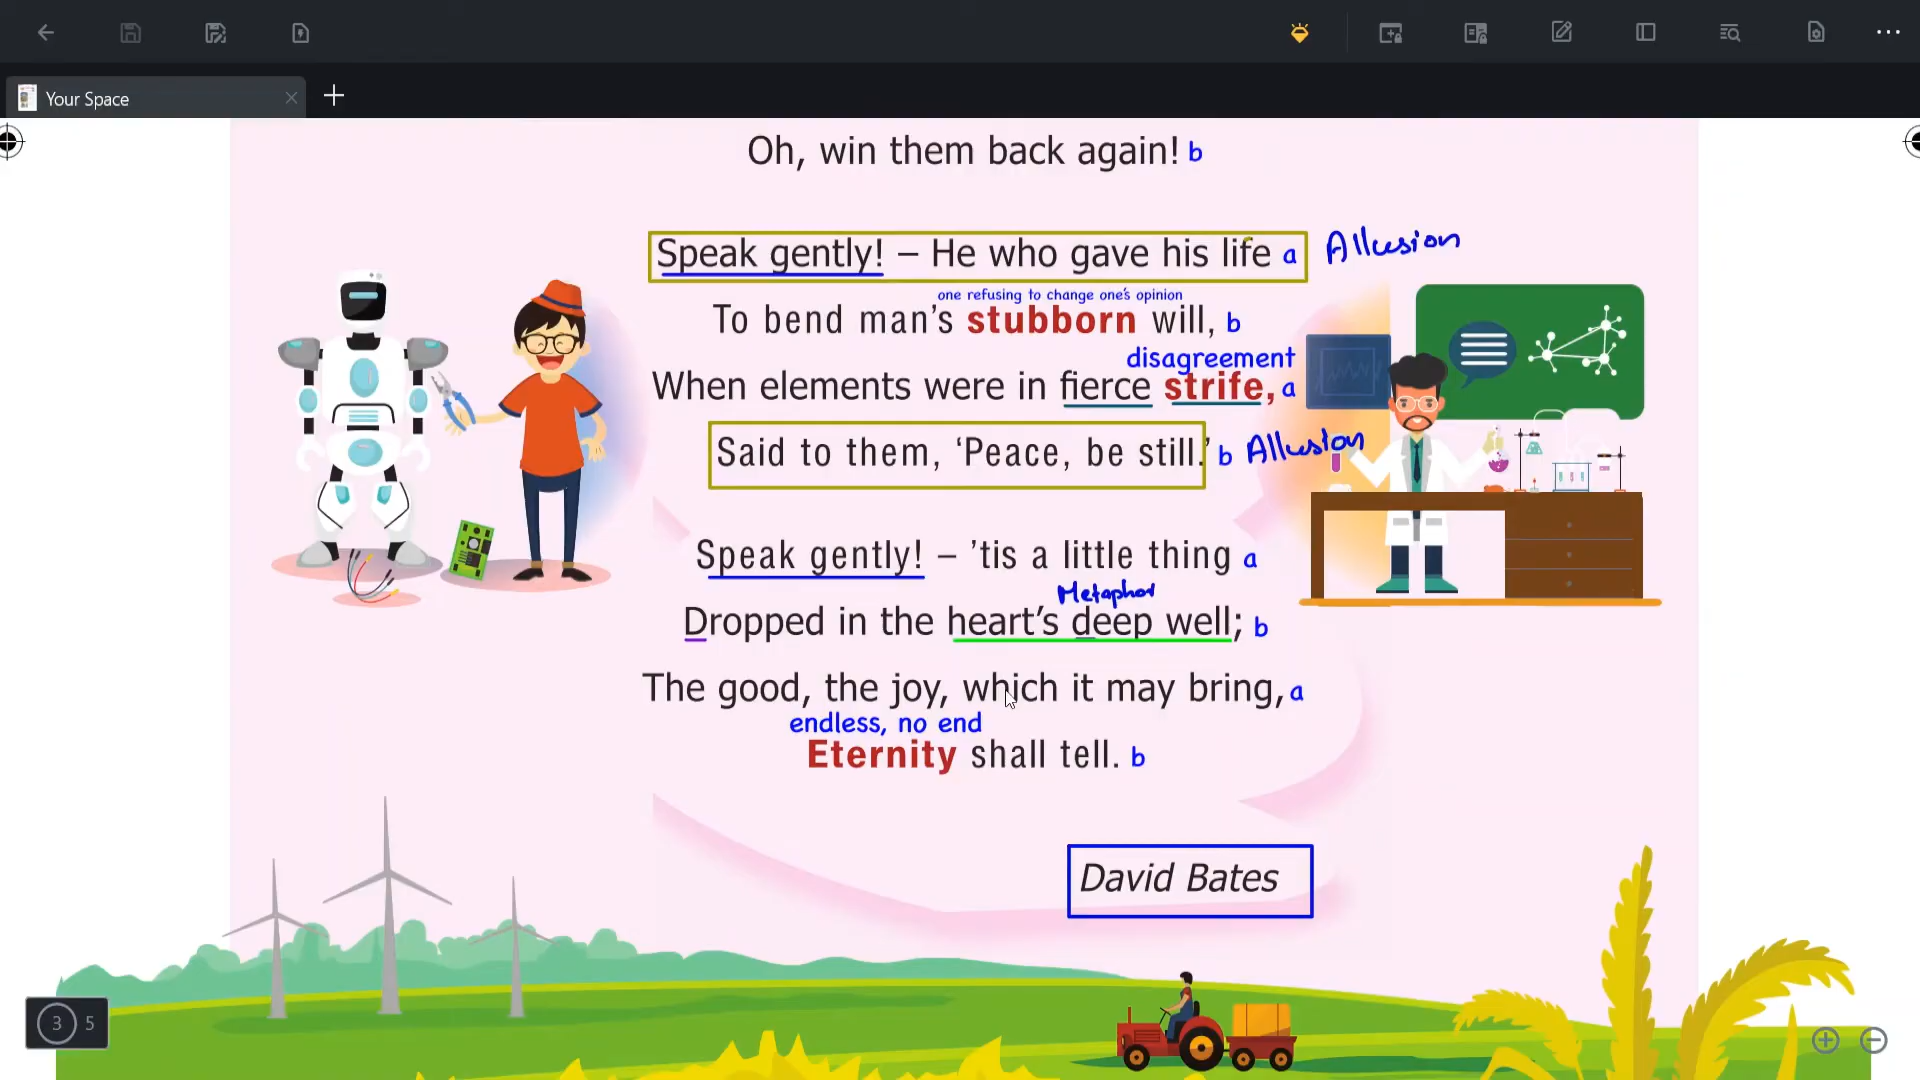 Your Space
Oh, win them back again! b
Speak gently! – He who gave his life a Allusion
one refusing to change one's opinion
To bend man's stubborn will, b
disagreement
When elements were in fierce strife, a
Said to them, ‘Peace, be still.’ b Allusion
Speak gently! – ’tis a little thing a
Metaphor
Dropped in the heart’s deep well; b
The good, the joy, which it may bring, a
endless, no end
Eternity shall tell. b
David Bates
3 5